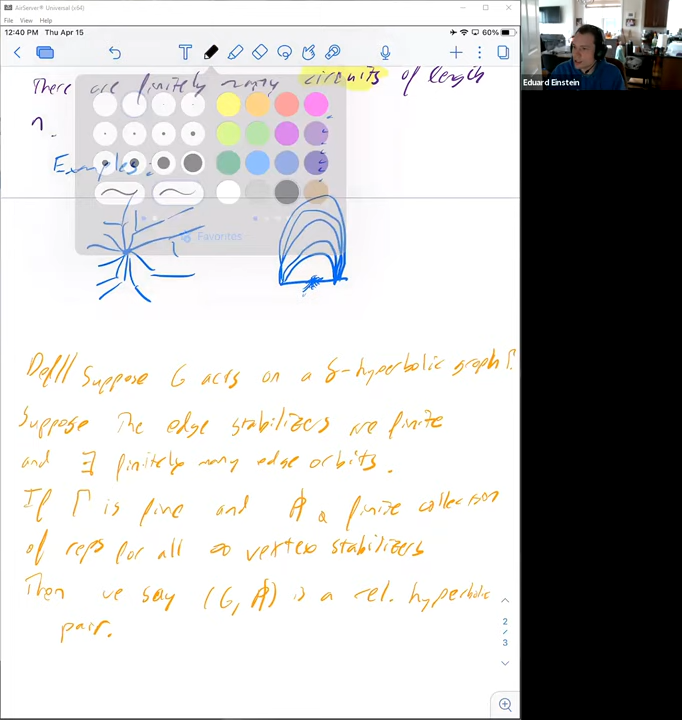 AirServer® Universal (x64)
File View Help
12:40 PM Thu Apr 15
60%
There are finitely many circuits of length
n.
Examples:
Favorites
Eduard Einstein
Def// Suppose G acts on a δ-hyperbolic graph Γ.
Suppose the edge stabilizers are finite
and ∃ finitely many edge orbits.
If Γ is fine and P a finite collection
of reps for all ∞ vertex stabilizers
Then we say (G, P) is a rel. hyperbolic
pair.
2
/
3